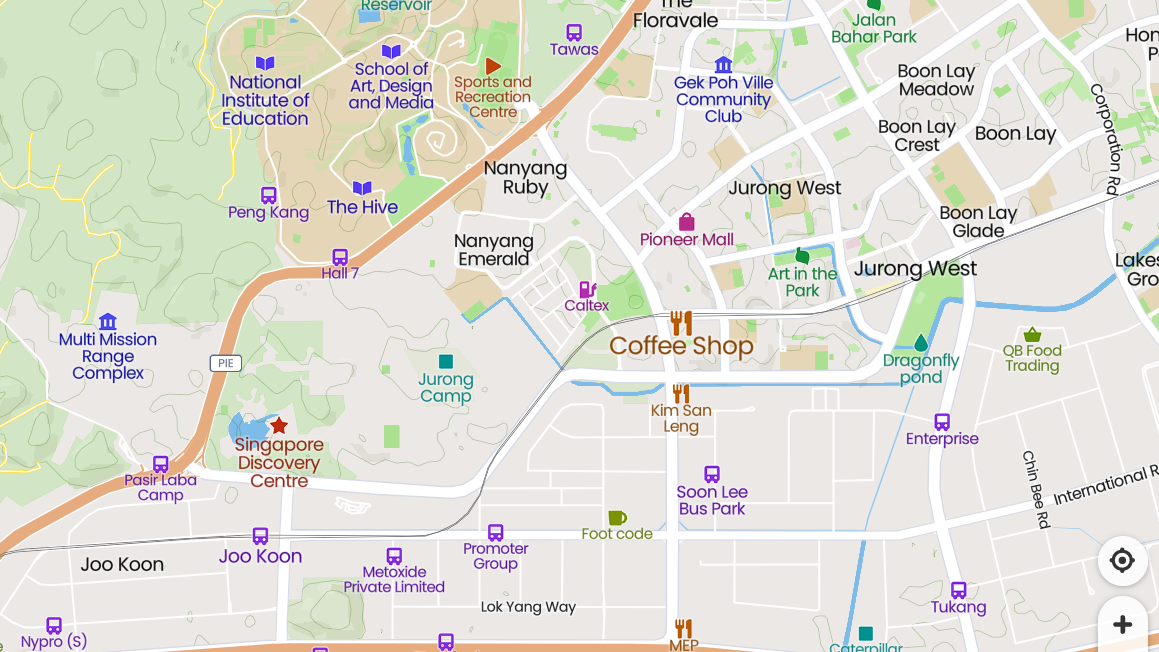 Reservoir
The
Floravale
Jalan
Bahar Park
Tawas
National
Institute of
Education
School of
Art, Design
and Media
Sports and
Recreation
Centre
Gek Poh Ville
Community
Club
Boon Lay
Meadow
Boon Lay
Crest
Boon Lay
Corporation Rd
Nanyang
Ruby
Jurong West
Peng Kang
The Hive
Boon Lay
Glade
Pioneer Mall
Nanyang
Emerald
Hall 7
Art in the
Park
Jurong West
Caltex
Multi Mission
Range
Complex
PIE
Coffee Shop
Jurong
Camp
Dragonfly
pond
QB Food
Trading
Kim San
Leng
Enterprise
Singapore
Discovery
Centre
Pasir Laba
Camp
Soon Lee
Bus Park
Chin Bee Rd
International R
Foot code
Joo Koon
Joo Koon
Promoter
Group
Metoxide
Private Limited
Lok Yang Way
Tukang
Nypro (S)
MEP
Caterpillar